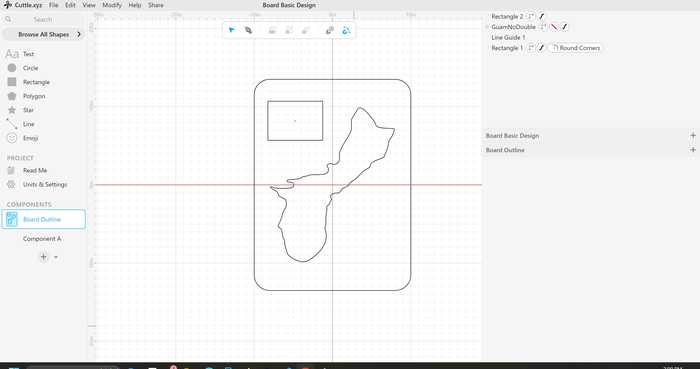 Cuttle.xyz File Edit View Modify Help Share
Board Basic Design
Search
Browse All Shapes
Aa Text
Circle
Rectangle
Polygon
Star
Line
Emoji
PROJECT
Read Me
Units & Settings
COMPONENTS
Board Outline
Component A
Rectangle 2
GuamNoDouble
Line Guide 1
Rectangle 1 Round Corners
Board Basic Design
Board Outline